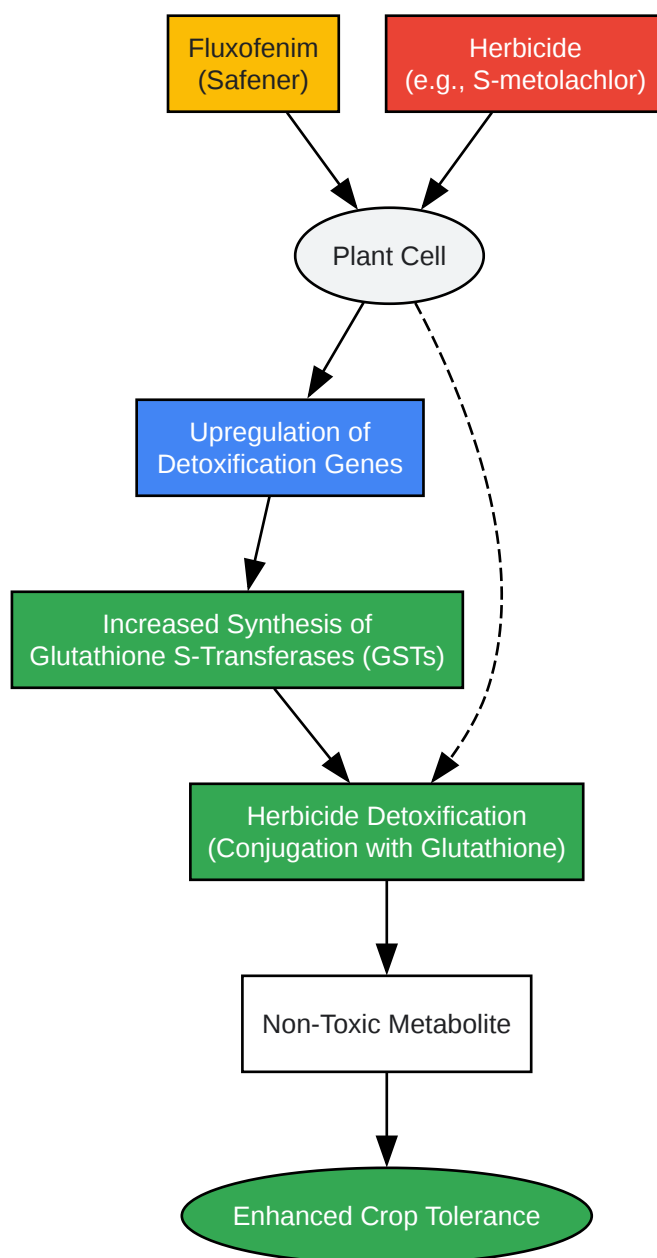 Fluxofenim
(Safener)
Herbicide
(e.g., S-metolachlor)
Plant Cell
Upregulation of
Detoxification Genes
Increased Synthesis of
Glutathione S-Transferases (GSTs)
Herbicide Detoxification
(Conjugation with Glutathione)
Non-Toxic Metabolite
Enhanced Crop Tolerance